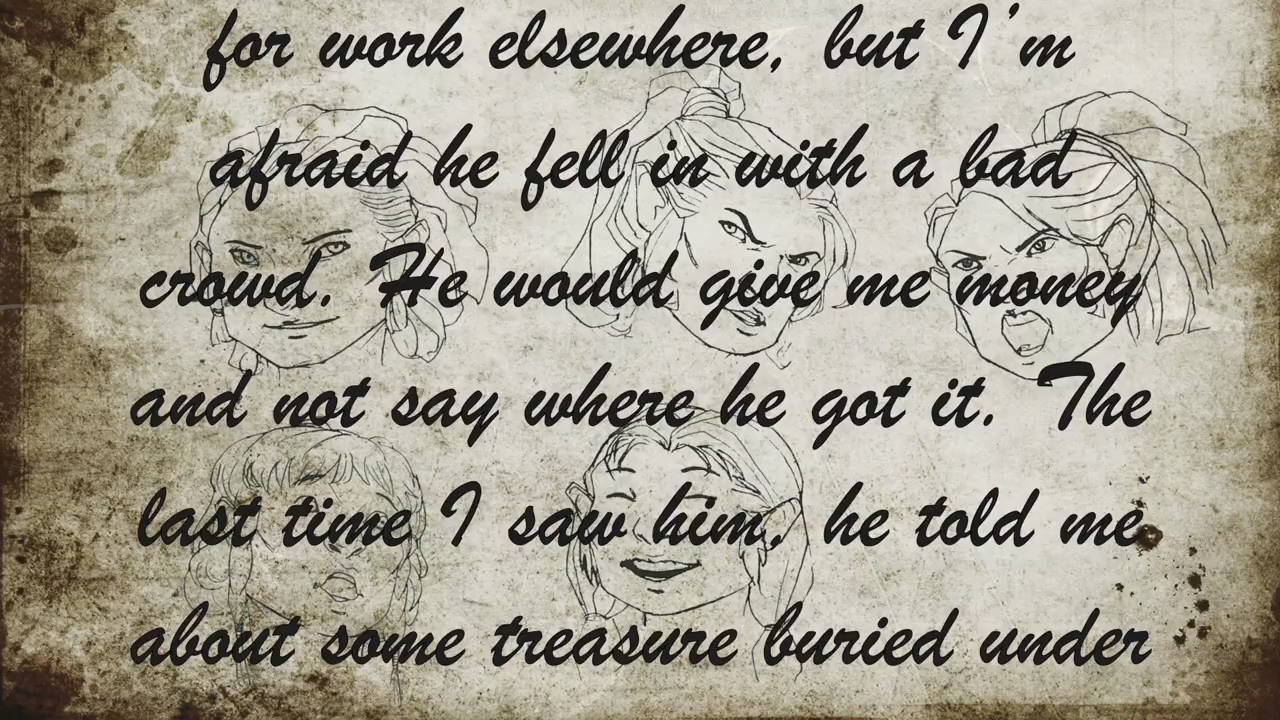 for work elsewhere, but I'm
afraid he fell in with a bad
crowd. He would give me money
and not say where he got it. The
last time I saw him, he told me
about some treasure buried under